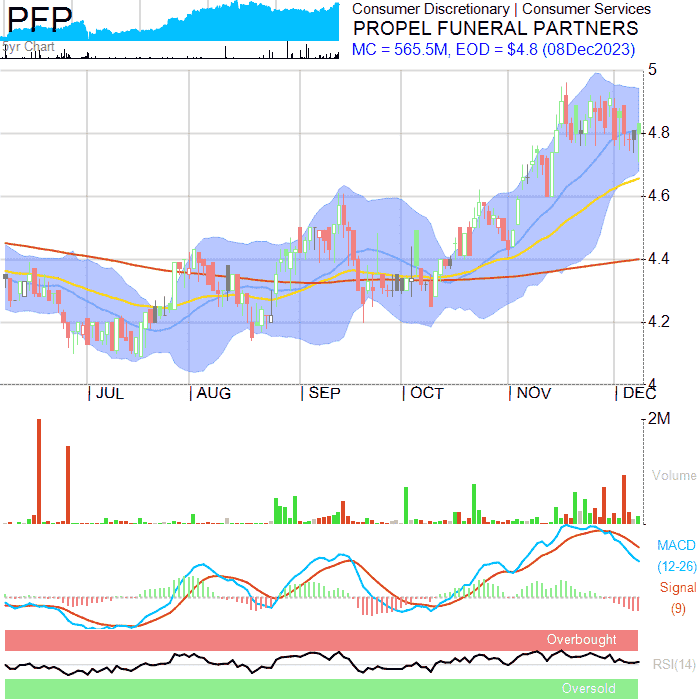 PFP
Consumer Discretionary | Consumer Services
PROPEL FUNERAL PARTNERS
MC = 565.5M, EOD = $4.8 (08Dec2023)
5yr Chart
5
4.8
4.6
4.4
4.2
4
| JUL | AUG | SEP | OCT | NOV | DEC
2M
Volume
MACD
(12-26)
Signal
(9)
Overbought
RSI(14)
Oversold